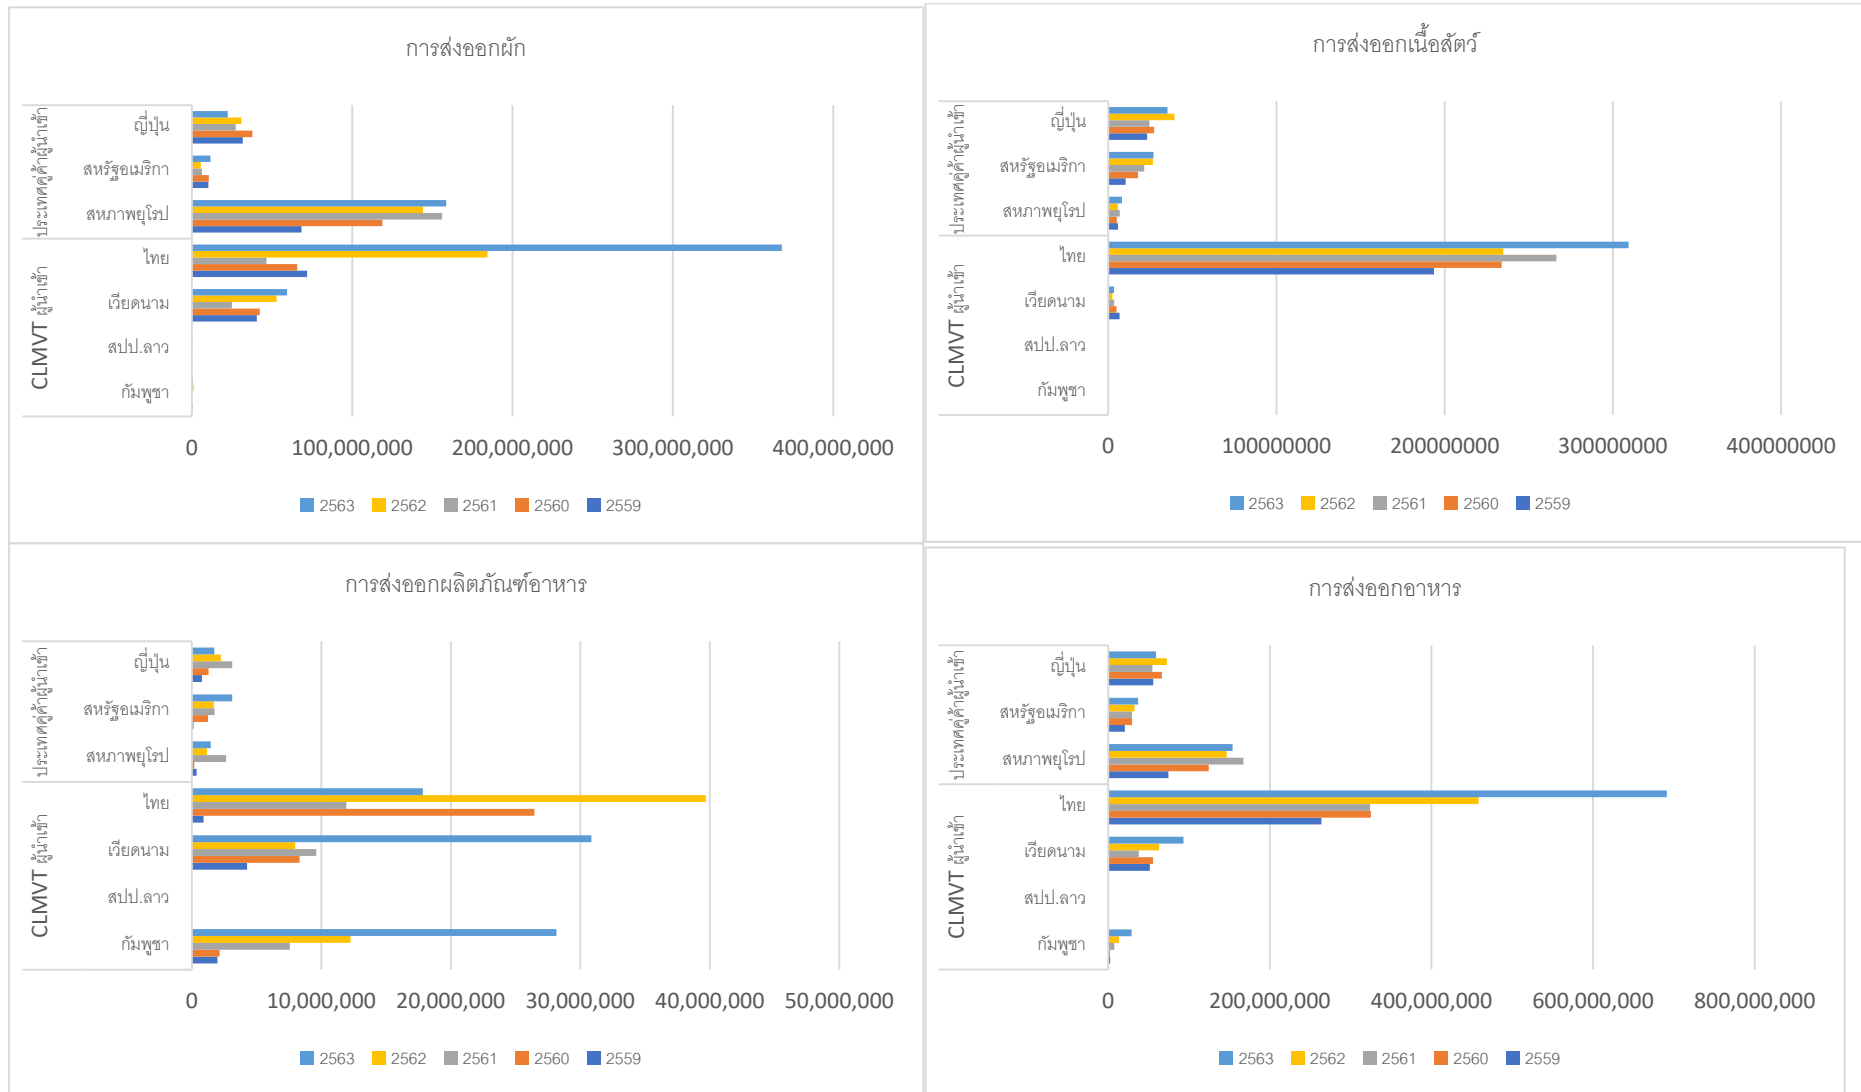 การส่งออกผัก
ประเทศคู่ค้าผู้นำเข้า
ญี่ปุ่น
สหรัฐอเมริกา
สหภาพยุโรป
CLMVT ผู้นำเข้า
ไทย
เวียดนาม
สปป.ลาว
กัมพูชา
0 100,000,000 200,000,000 300,000,000 400,000,000
2563 2562 2561 2560 2559
การส่งออกเนื้อสัตว์
ประเทศคู่ค้าผู้นำเข้า
ญี่ปุ่น
สหรัฐอเมริกา
สหภาพยุโรป
CLMVT ผู้นำเข้า
ไทย
เวียดนาม
สปป.ลาว
กัมพูชา
0 100000000 200000000 300000000 400000000
2563 2562 2561 2560 2559
การส่งออกผลิตภัณฑ์อาหาร
ประเทศคู่ค้าผู้นำเข้า
ญี่ปุ่น
สหรัฐอเมริกา
สหภาพยุโรป
CLMVT ผู้นำเข้า
ไทย
เวียดนาม
สปป.ลาว
กัมพูชา
0 10,000,000 20,000,000 30,000,000 40,000,000 50,000,000
2563 2562 2561 2560 2559
การส่งออกอาหาร
ประเทศคู่ค้าผู้นำเข้า
ญี่ปุ่น
สหรัฐอเมริกา
สหภาพยุโรป
CLMVT ผู้นำเข้า
ไทย
เวียดนาม
สปป.ลาว
กัมพูชา
0 200,000,000 400,000,000 600,000,000 800,000,000
2563 2562 2561 2560 2559